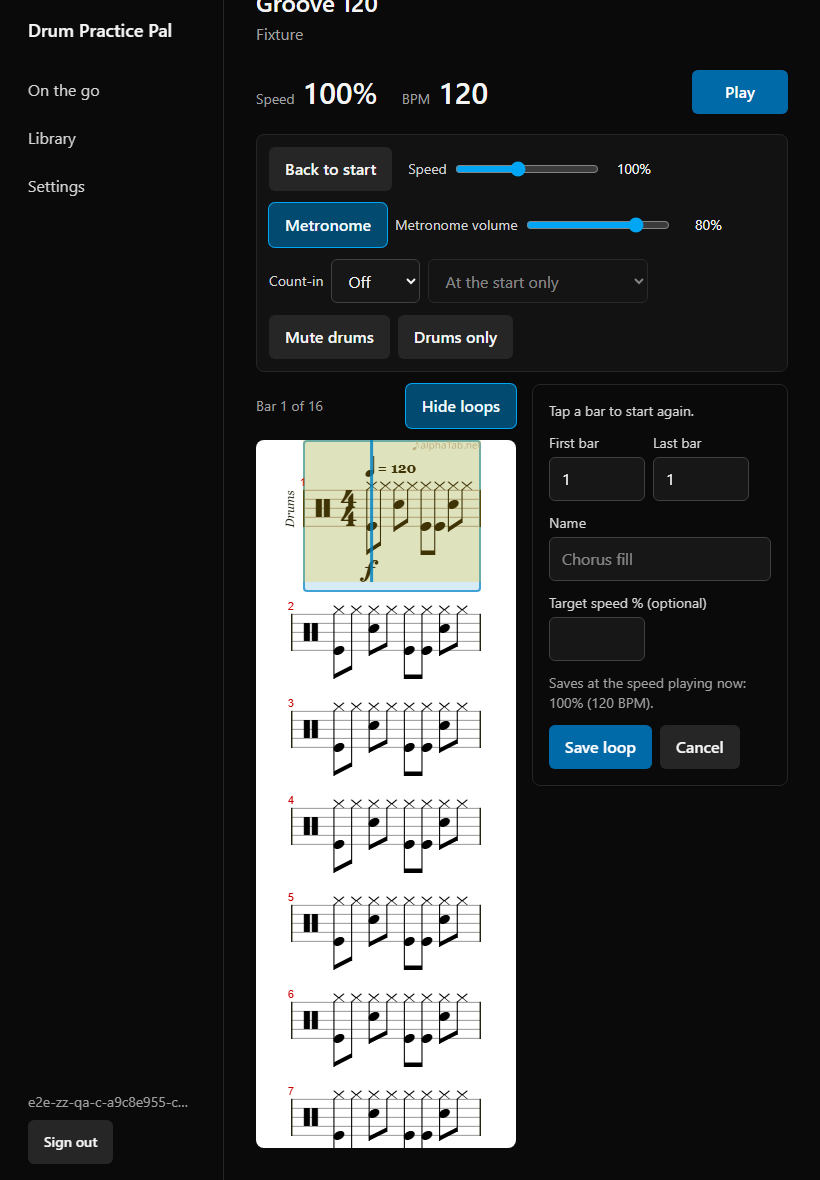 Drum Practice Pal
On the go
Library
Settings
e2e-zz-qa-c-a9c8e955-c...
Sign out
Groove 120
Fixture
Speed 100% BPM 120
Play
Back to start Speed 100%
Metronome Metronome volume 80%
Count-in Off At the start only
Mute drums Drums only
Bar 1 of 16 Hide loops
alphaTab.net
= 120
1
Drums
4
4
f
2
3
4
5
6
7
Tap a bar to start again.
First bar Last bar
1 1
Name
Chorus fill
Target speed % (optional)
Saves at the speed playing now:
100% (120 BPM).
Save loop Cancel